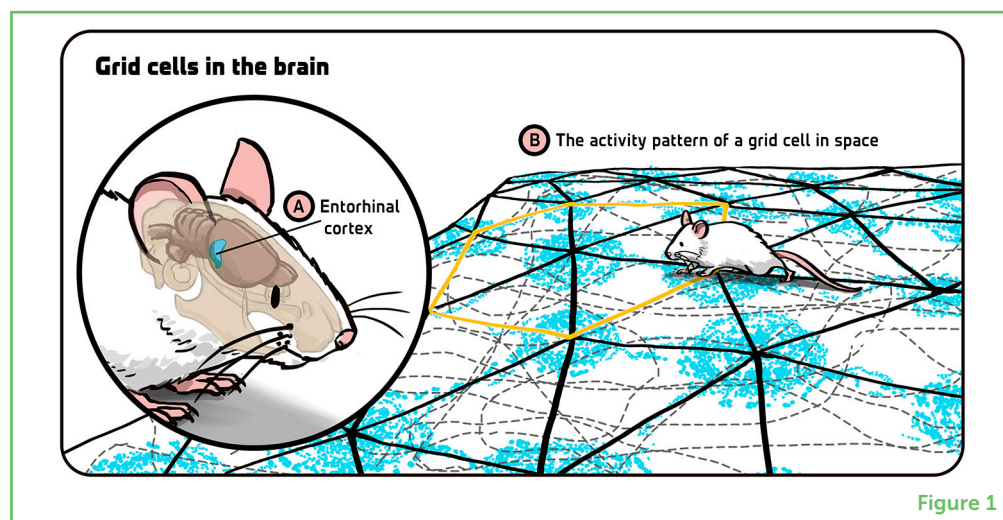 Grid cells in the brain
B The activity pattern of a grid cell in space
A Entorhinal
cortex
Figure 1